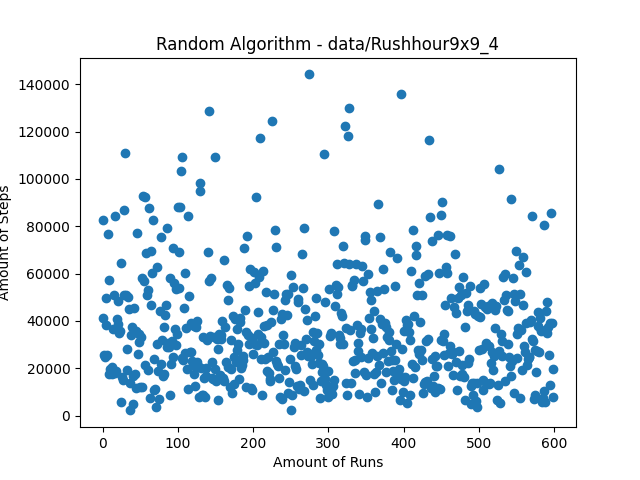 Random Algorithm - data/Rushhour9x9_4
140000
120000
100000
80000
60000
40000
20000
0
Amount of Steps
0 100 200 300 400 500 600
Amount of Runs